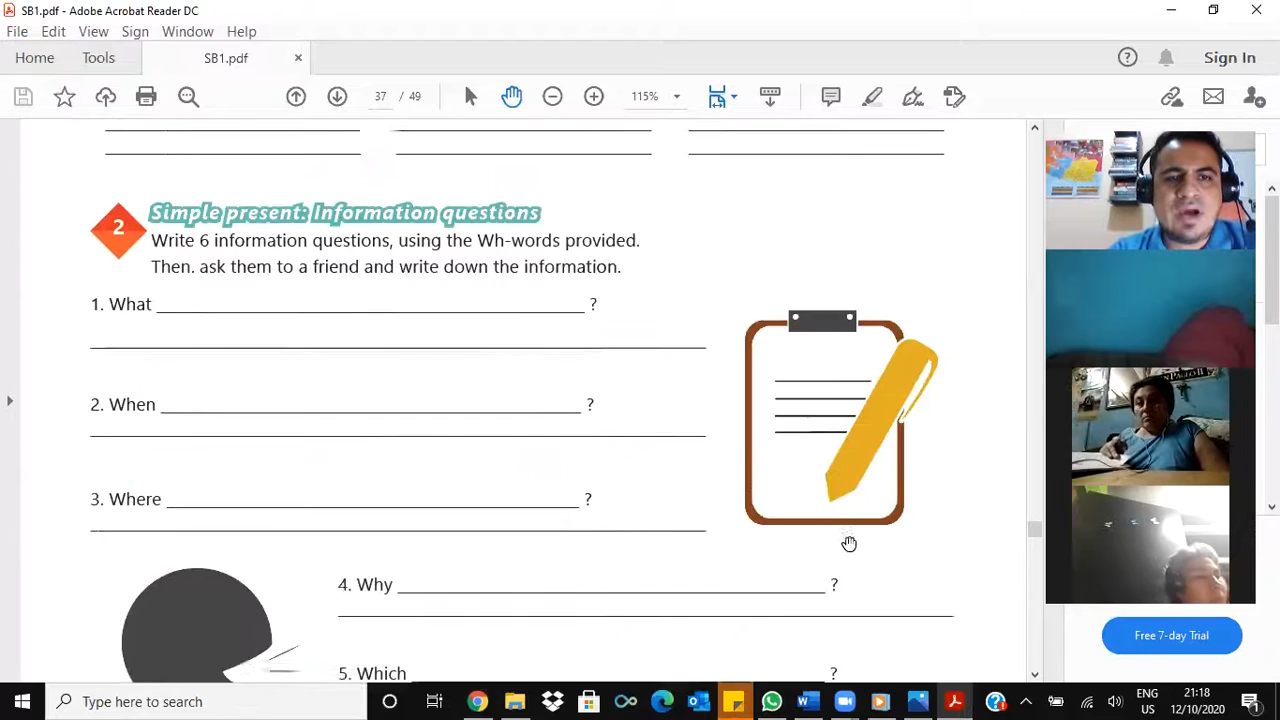 SB1.pdf - Adobe Acrobat Reader DC
File Edit View Sign Window Help
Home Tools SB1.pdf × Sign In
37 / 49 115%
2 Simple present: Information questions
Write 6 information questions, using the Wh-words provided.
Then. ask them to a friend and write down the information.
1. What ?
2. When ?
3. Where ?
4. Why ?
5. Which ?
Free 7-day Trial
Type here to search
ENG 21:18
US 12/10/2020